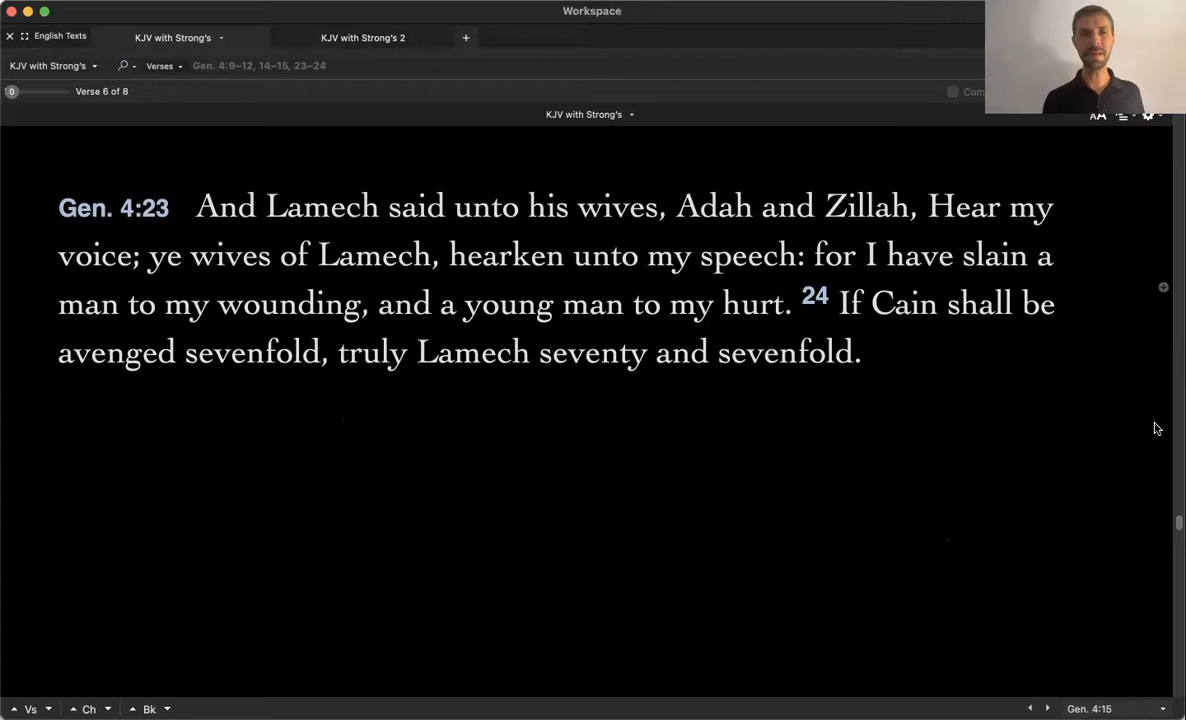 Workspace
English Texts
KJV with Strong's
KJV with Strong's 2
+
KJV with Strong's
Verses
Gen. 4:9–12, 14–15, 23–24
0
Verse 6 of 8
KJV with Strong's
AA
Gen. 4:23 And Lamech said unto his wives, Adah and Zillah, Hear my
voice; ye wives of Lamech, hearken unto my speech: for I have slain a
man to my wounding, and a young man to my hurt. 24 If Cain shall be
avenged sevenfold, truly Lamech seventy and sevenfold.
Vs
Ch
Bk
Gen. 4:15